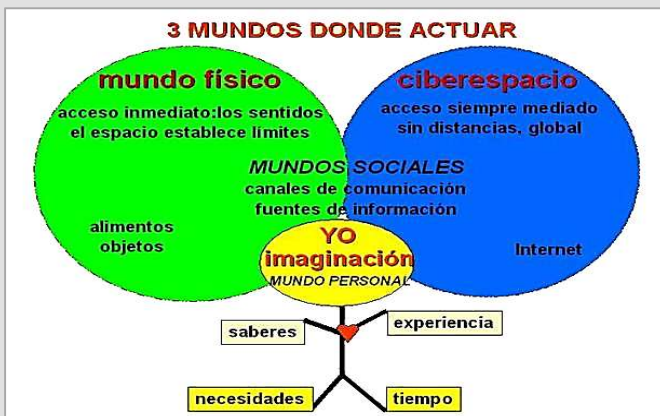 3 MUNDOS DONDE ACTUAR
mundo físico
acceso inmediato:los sentidos
el espacio establece límites
ciberespacio
acceso siempre mediado
sin distancias, global
MUNDOS SOCIALES
canales de comunicación
fuentes de información
alimentos
objetos
Internet
YO
imaginación
MUNDO PERSONAL
saberes
experiencia
necesidades
tiempo